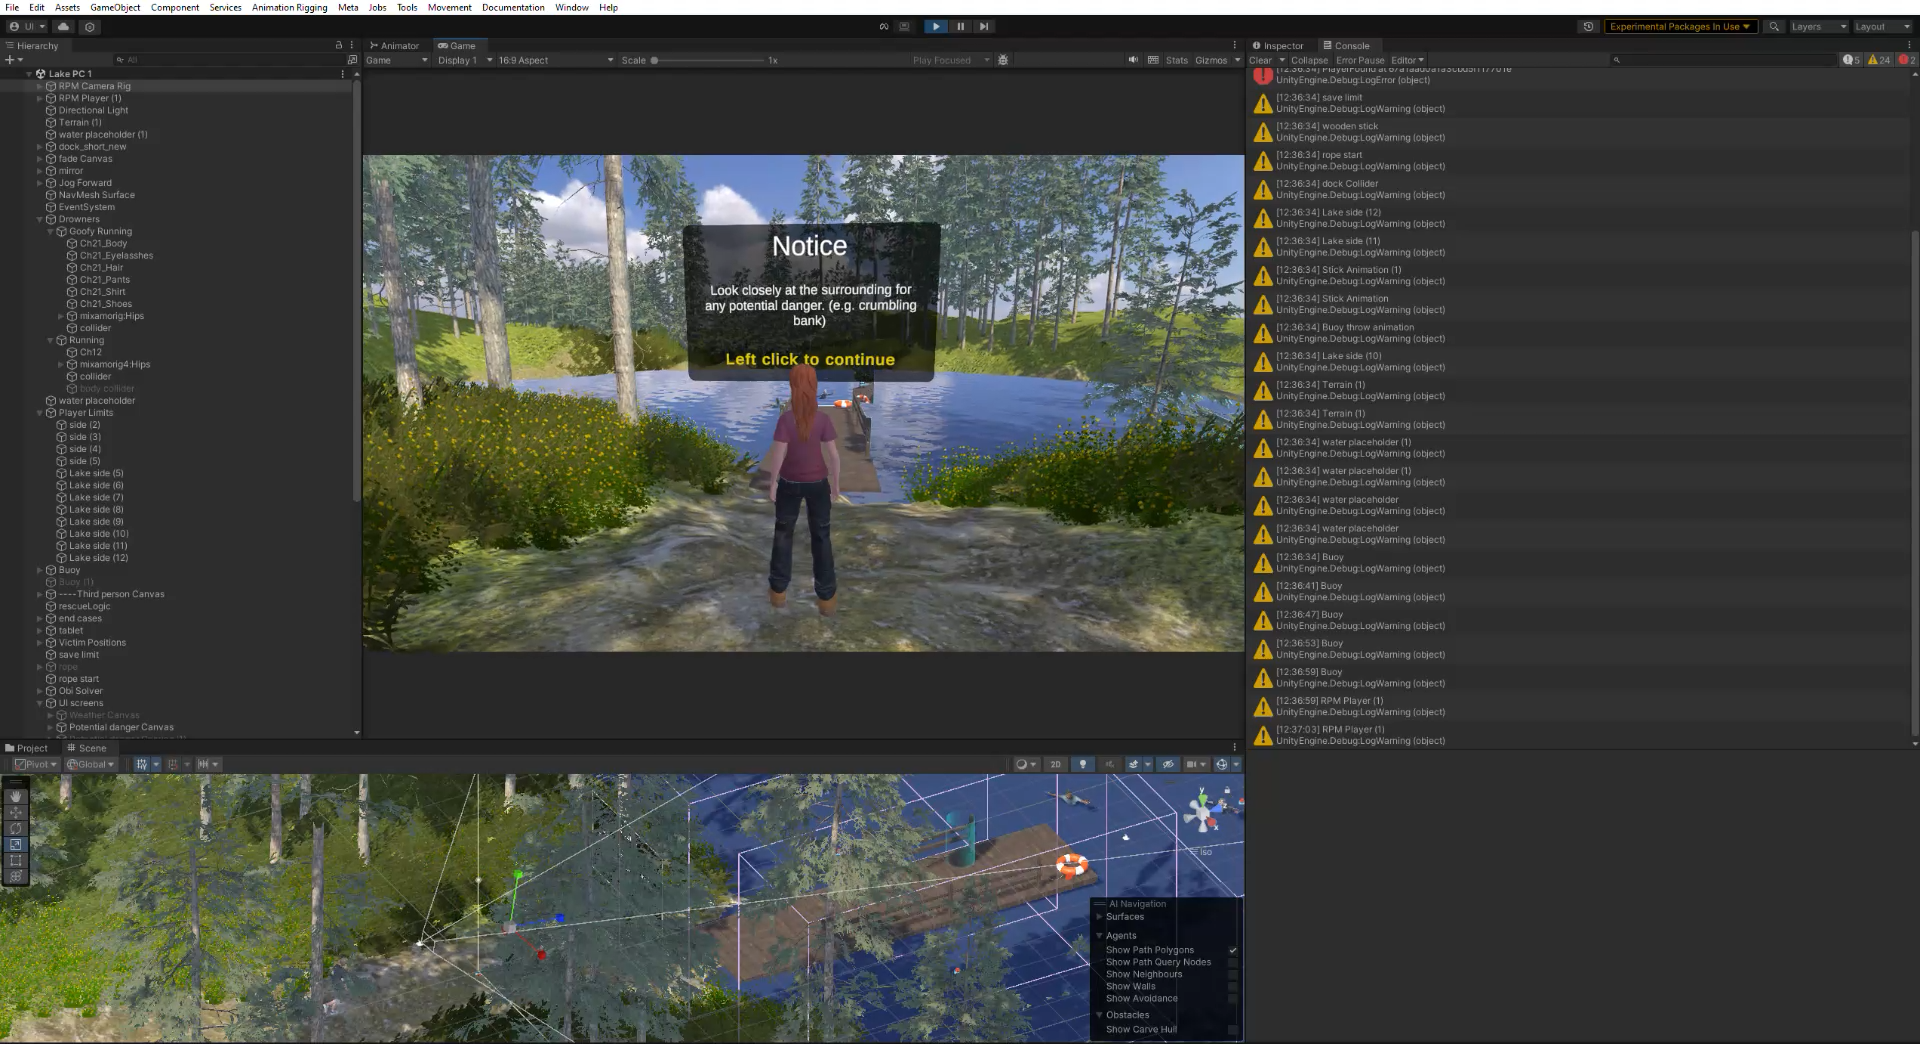 File Edit Assets GameObject Component Services Animation Rigging Meta Jobs Tools Movement Documentation Window Help
UI
Experimental Packages In Use
Layers
Layout
Hierarchy
All
Lake PC 1
RPM Camera Rig
RPM Player (1)
Directional Light
Terrain (1)
water placeholder (1)
dock_short_new
fade Canvas
mirror
Jog Forward
NavMesh Surface
EventSystem
Drowners
Goofy Running
Ch21_Body
Ch21_Eyelasshes
Ch21_Hair
Ch21_Pants
Ch21_Shirt
Ch21_Shoes
mixamorig:Hips
collider
Running
Ch12
mixamorig4:Hips
collider
body collider
water placeholder
Player Limits
side (2)
side (3)
side (4)
side (5)
Lake side (5)
Lake side (6)
Lake side (7)
Lake side (8)
Lake side (9)
Lake side (10)
Lake side (11)
Lake side (12)
Buoy
Buoy (1)
----Third person Canvas
rescueLogic
end cases
tablet
Victim Positions
save limit
rope
rope start
Obi Solver
UI screens
Weather Canvas
Potential danger Canvas
Animator Game
Game Display 1 16:9 Aspect Scale 1x Play Focused Stats Gizmos
Notice
Look closely at the surrounding for
any potential danger. (e.g. crumbling
bank)
Left click to continue
Inspector Console
Clear Collapse Error Pause Editor 5 24 2
UnityEngine.Debug:LogError (object)
[12:36:34] save limit
UnityEngine.Debug:LogWarning (object)
[12:36:34] wooden stick
UnityEngine.Debug:LogWarning (object)
[12:36:34] rope start
UnityEngine.Debug:LogWarning (object)
[12:36:34] dock Collider
UnityEngine.Debug:LogWarning (object)
[12:36:34] Lake side (12)
UnityEngine.Debug:LogWarning (object)
[12:36:34] Lake side (11)
UnityEngine.Debug:LogWarning (object)
[12:36:34] Stick Animation (1)
UnityEngine.Debug:LogWarning (object)
[12:36:34] Stick Animation
UnityEngine.Debug:LogWarning (object)
[12:36:34] Buoy throw animation
UnityEngine.Debug:LogWarning (object)
[12:36:34] Lake side (10)
UnityEngine.Debug:LogWarning (object)
[12:36:34] Terrain (1)
UnityEngine.Debug:LogWarning (object)
[12:36:34] Terrain (1)
UnityEngine.Debug:LogWarning (object)
[12:36:34] water placeholder (1)
UnityEngine.Debug:LogWarning (object)
[12:36:34] water placeholder (1)
UnityEngine.Debug:LogWarning (object)
[12:36:34] water placeholder
UnityEngine.Debug:LogWarning (object)
[12:36:34] water placeholder
UnityEngine.Debug:LogWarning (object)
[12:36:34] Buoy
UnityEngine.Debug:LogWarning (object)
[12:36:41] Buoy
UnityEngine.Debug:LogWarning (object)
[12:36:47] Buoy
UnityEngine.Debug:LogWarning (object)
[12:36:53] Buoy
UnityEngine.Debug:LogWarning (object)
[12:36:59] Buoy
UnityEngine.Debug:LogWarning (object)
[12:36:59] RPM Player (1)
UnityEngine.Debug:LogWarning (object)
[12:37:03] RPM Player (1)
UnityEngine.Debug:LogWarning (object)
Project Scene
Pivot Global 2D
y
x
Iso
AI Navigation
Surfaces
Agents
Show Path Polygons
Show Path Query Nodes
Show Neighbours
Show Walls
Show Avoidance
Obstacles
Show Carve Hull